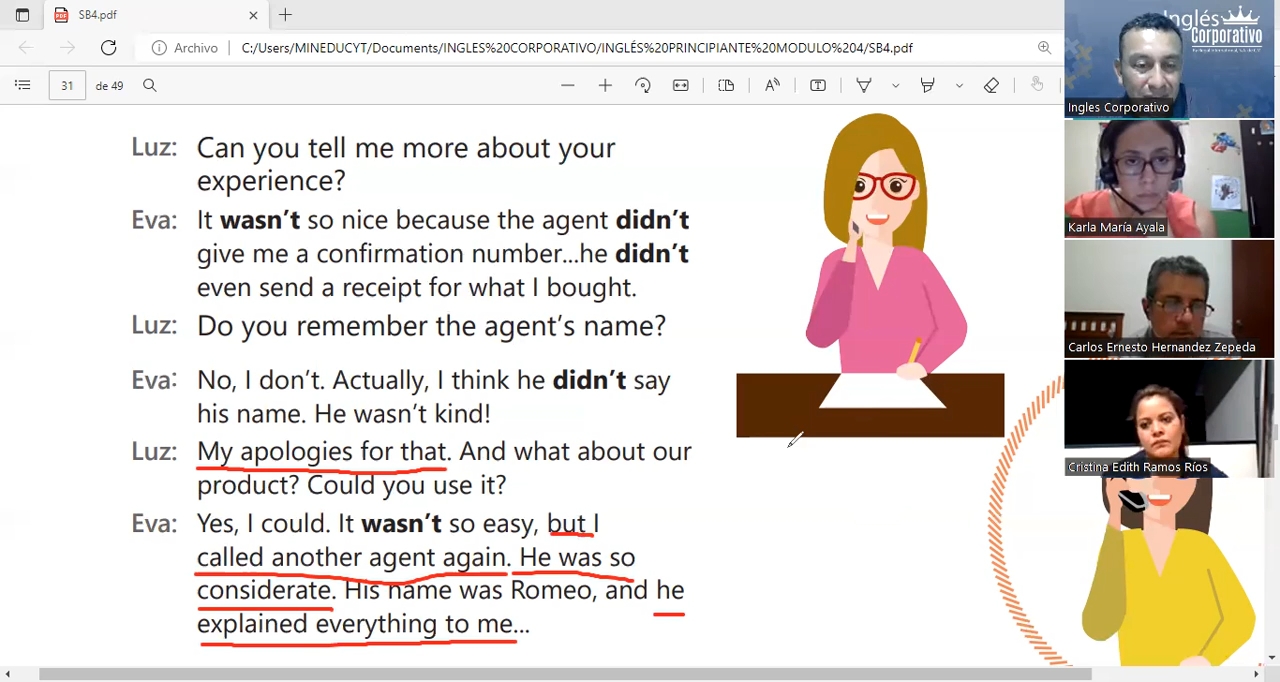 SB4.pdf
Archivo
C:/Users/MINEDUCYT/Documents/INGLES%20CORPORATIVO/INGLÉS%20PRINCIPIANTE%20MODULO%204/SB4.pdf
31 de 49
Luz: Can you tell me more about your
experience?
Eva: It wasn't so nice because the agent didn't
give me a confirmation number...he didn't
even send a receipt for what I bought.
Luz: Do you remember the agent's name?
Eva: No, I don't. Actually, I think he didn't say
his name. He wasn't kind!
Luz: My apologies for that. And what about our
product? Could you use it?
Eva: Yes, I could. It wasn't so easy, but I
called another agent again. He was so
considerate. His name was Romeo, and he
explained everything to me...
Inglés
Corporativo
Ingles Corporativo
Karla María Ayala
Carlos Ernesto Hernandez Zepeda
Cristina Edith Ramos Ríos